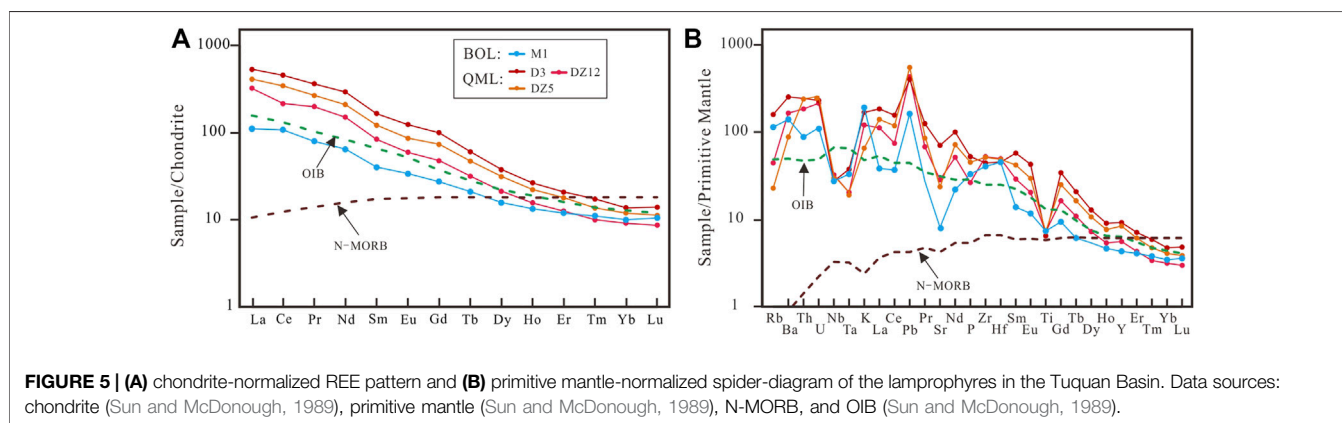 A
1000
100
10
1
Sample/Chondrite
BOL: M1
QML: D3 DZ12
DZ5
OIB
N-MORB
La Ce Pr Nd Sm Eu Gd Tb Dy Ho Er Tm Yb Lu
B
1000
100
10
1
Sample/Primitive Mantle
OIB
N-MORB
Rb Th Nb K Ce Pr Nd Zr Sm Ti Tb Ho Er Yb
Ba U Ta La Pb Sr P Hf Eu Gd Dy Y Tm Lu
FIGURE 5 | (A) chondrite-normalized REE pattern and (B) primitive mantle-normalized spider-diagram of the lamprophyres in the Tuquan Basin. Data sources:
chondrite (Sun and McDonough, 1989), primitive mantle (Sun and McDonough, 1989), N-MORB, and OIB (Sun and McDonough, 1989).